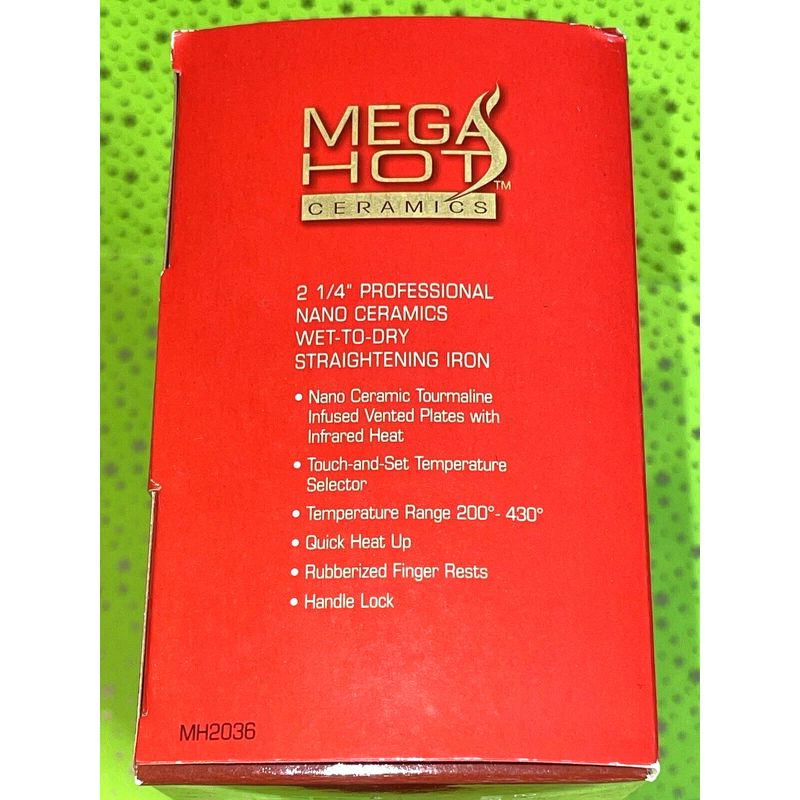 MEGA
HOT™
CERAMICS
2 1/4" PROFESSIONAL
NANO CERAMICS
WET-TO-DRY
STRAIGHTENING IRON
• Nano Ceramic Tourmaline
Infused Vented Plates with
Infrared Heat
• Touch-and-Set Temperature
Selector
• Temperature Range 200°- 430°
• Quick Heat Up
• Rubberized Finger Rests
• Handle Lock
MH2036